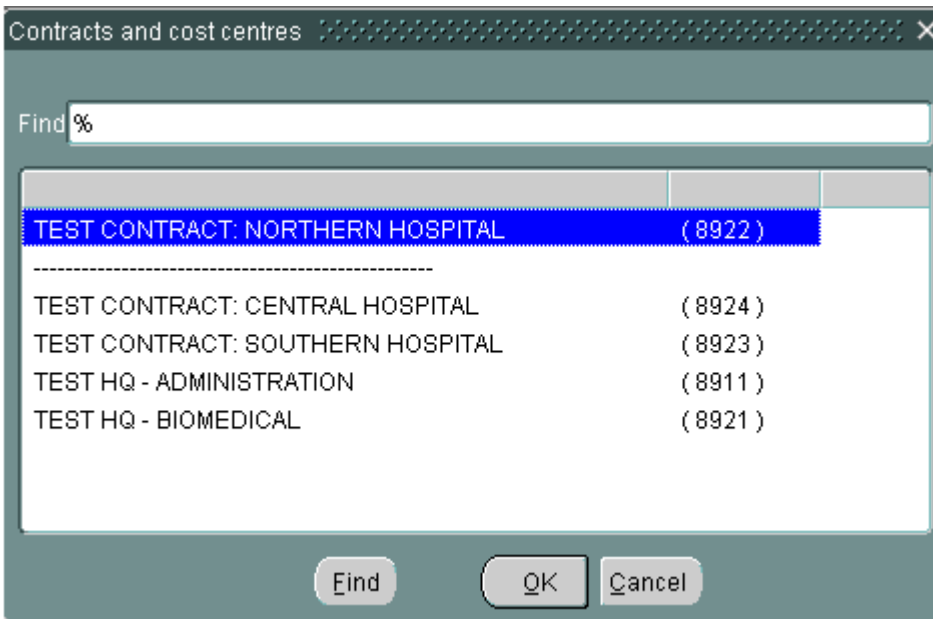 Contracts and cost centres
Find %
TEST CONTRACT: NORTHERN HOSPITAL ( 8922 )
--------------------------------------------------
TEST CONTRACT: CENTRAL HOSPITAL ( 8924 )
TEST CONTRACT: SOUTHERN HOSPITAL ( 8923 )
TEST HQ - ADMINISTRATION ( 8911 )
TEST HQ - BIOMEDICAL ( 8921 )
Find OK Cancel